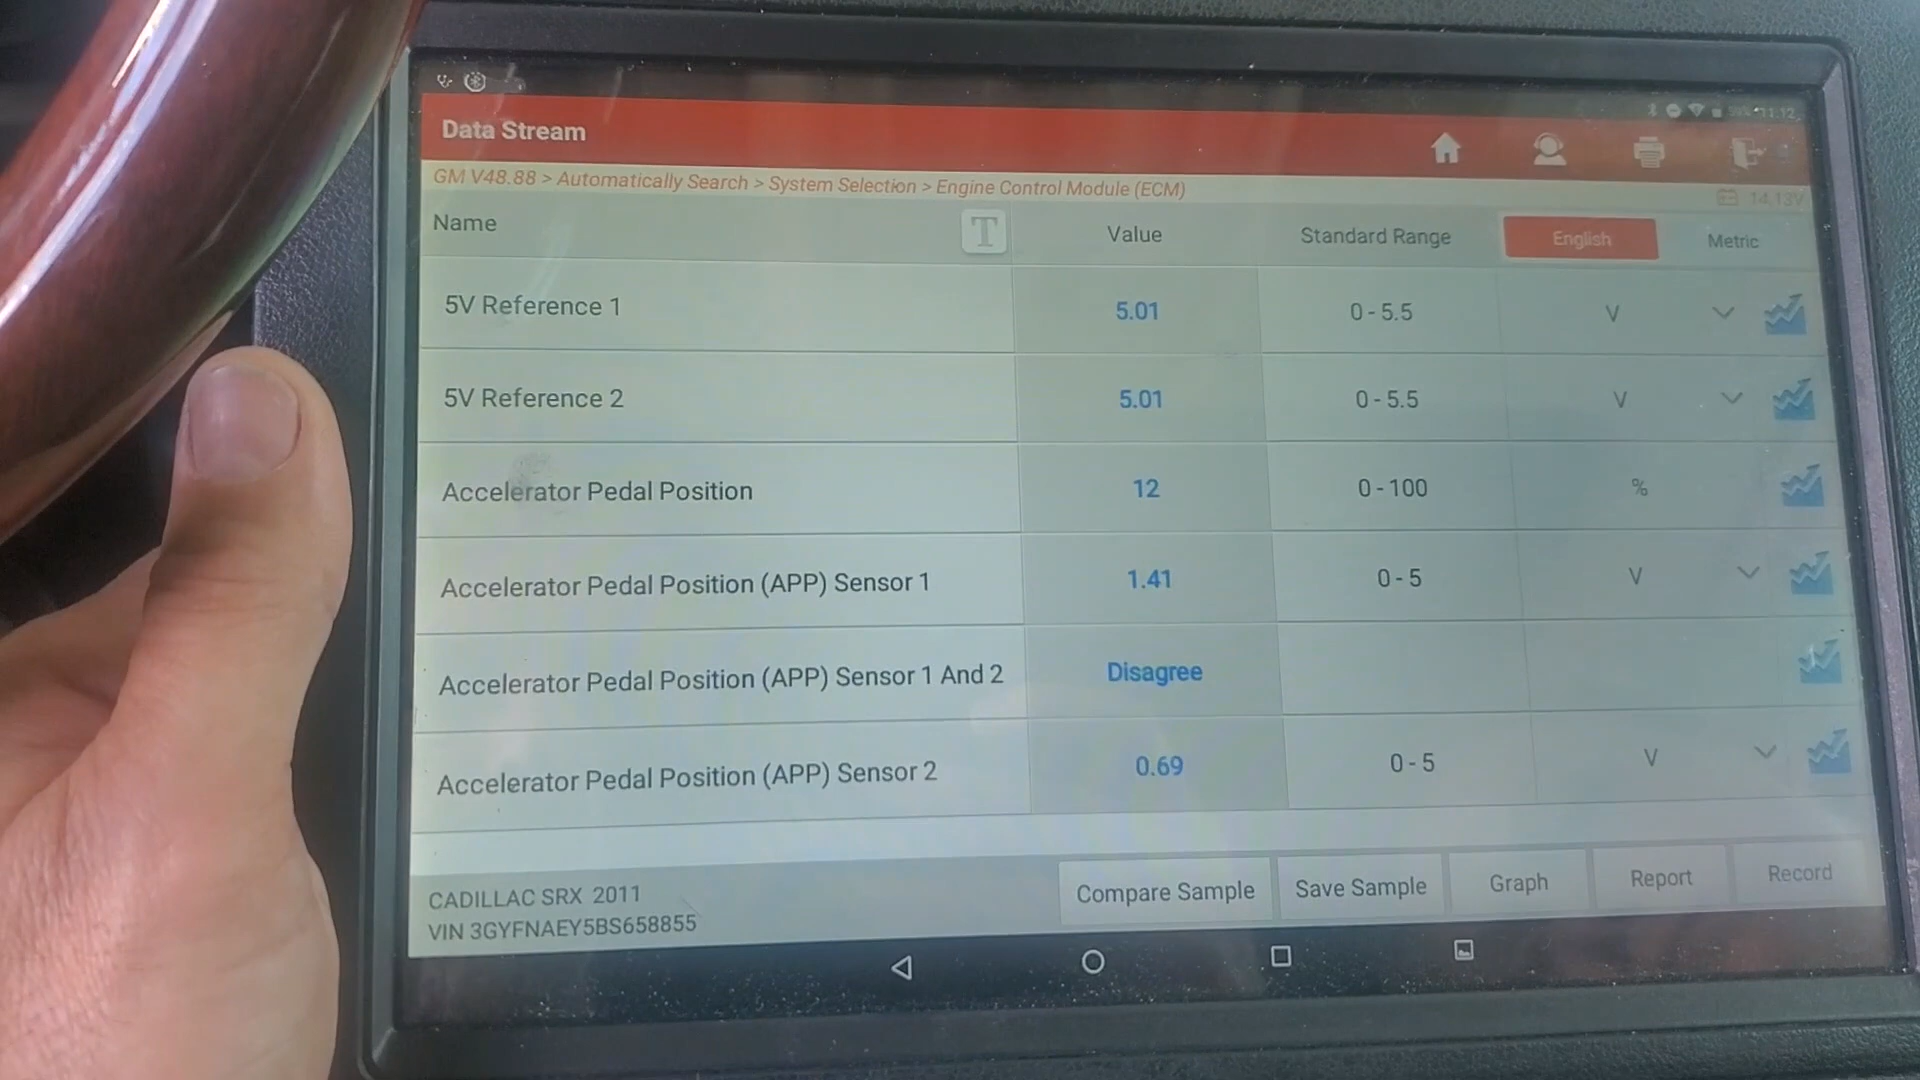 11:12
Data Stream
GM V48.88 > Automatically Search > System Selection > Engine Control Module (ECM)
14.13V
Name T Value Standard Range English Metric
5V Reference 1 5.01 0 - 5.5 V
5V Reference 2 5.01 0 - 5.5 V
Accelerator Pedal Position 12 0 - 100 %
Accelerator Pedal Position (APP) Sensor 1 1.41 0 - 5 V
Accelerator Pedal Position (APP) Sensor 1 And 2 Disagree
Accelerator Pedal Position (APP) Sensor 2 0.69 0 - 5 V
CADILLAC SRX 2011
VIN 3GYFNAEY5BS658855
Compare Sample Save Sample Graph Report Record